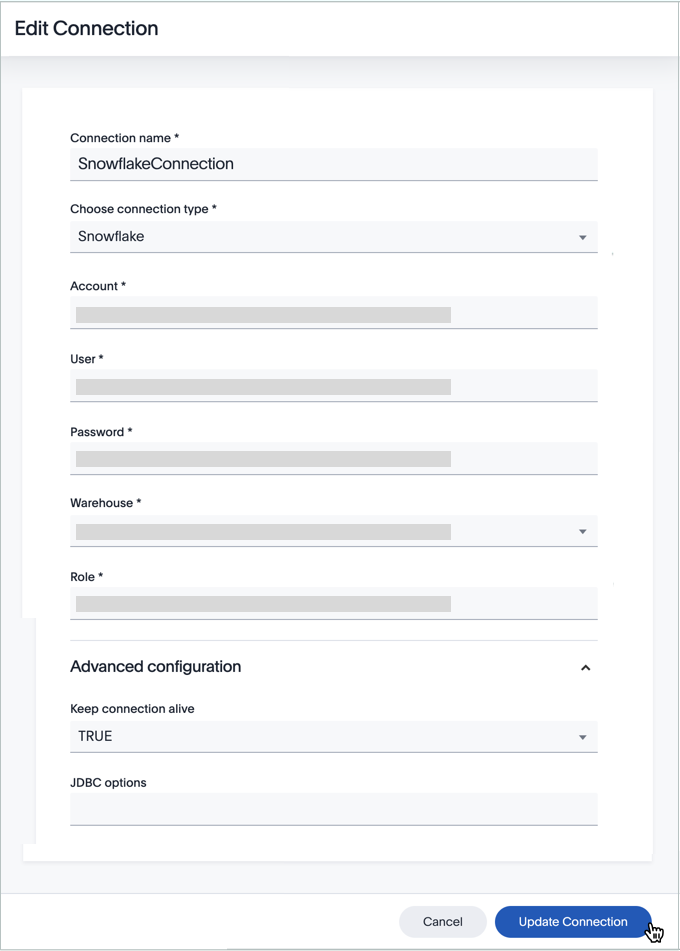 Edit Connection
Connection name *
SnowflakeConnection
Choose connection type *
Snowflake
Account *
User *
Password *
Warehouse *
Role *
Advanced configuration
Keep connection alive
TRUE
JDBC options
Cancel
Update Connection